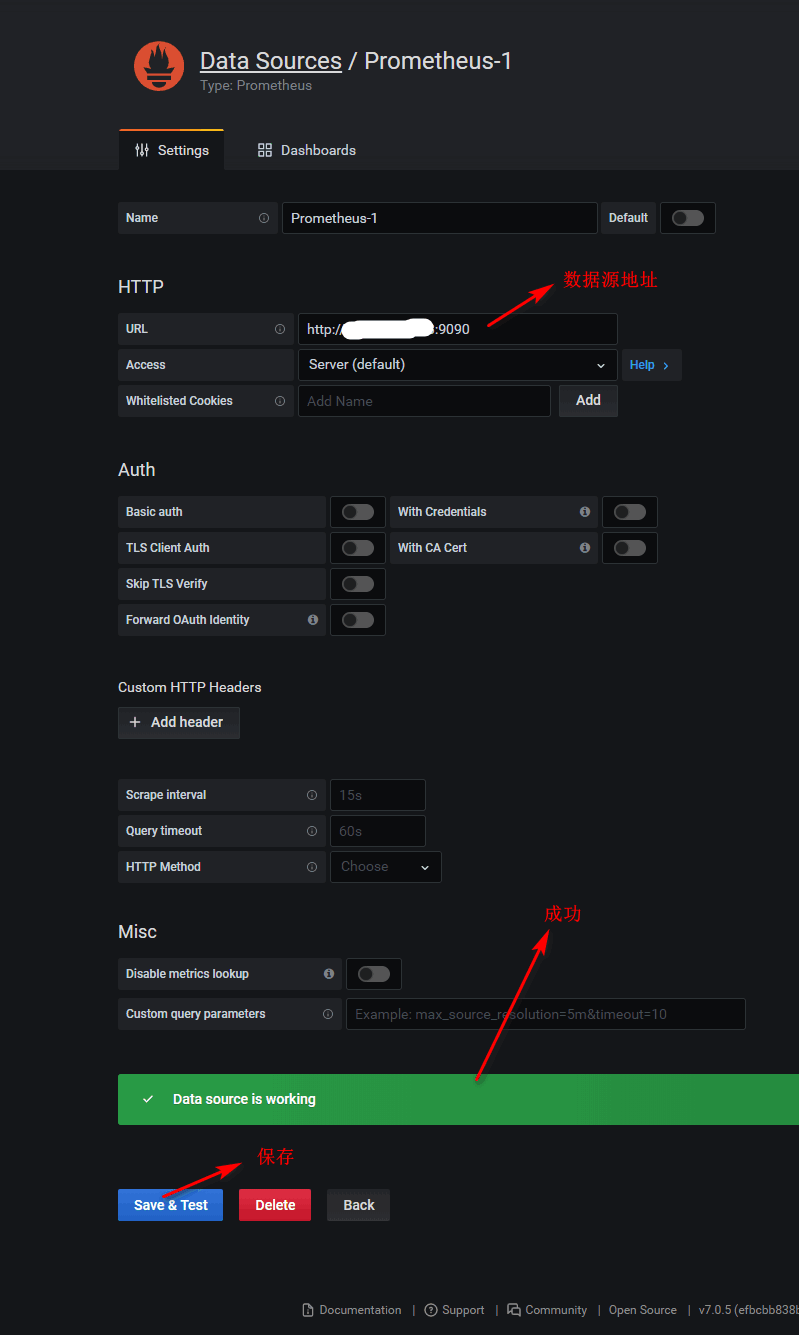 Data Sources / Prometheus-1
Type: Prometheus
Settings
Dashboards
Name
Prometheus-1
Default
数据源地址
HTTP
URL
http://
:9090
Access
Server (default)
Help
Whitelisted Cookies
Add Name
Add
Auth
Basic auth
With Credentials
TLS Client Auth
With CA Cert
Skip TLS Verify
Forward OAuth Identity
Custom HTTP Headers
Add header
Scrape interval
15s
Query timeout
60s
HTTP Method
Choose
成功
Misc
Disable metrics lookup
Custom query parameters
Example: max_source_resolution=5m&timeout=10
Data source is working
保存
Save & Test
Delete
Back
Documentation | Support | Community | Open Source | v7.0.5 (efbcbb838b